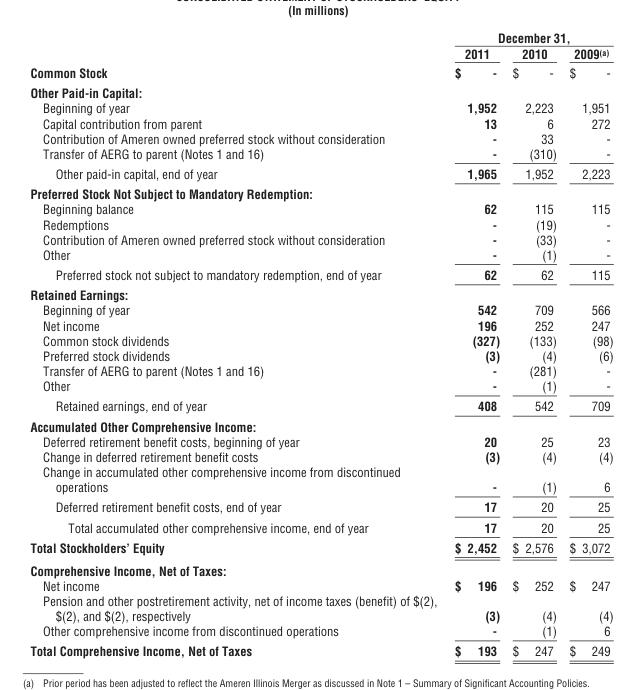 (In millions)
December 31,
2011 2010 2009(a)
Common Stock $ - $ - $ -
Other Paid-in Capital:
Beginning of year 1,952 2,223 1,951
Capital contribution from parent 13 6 272
Contribution of Ameren owned preferred stock without consideration - 33 -
Transfer of AERG to parent (Notes 1 and 16) - (310) -
Other paid-in capital, end of year 1,965 1,952 2,223
Preferred Stock Not Subject to Mandatory Redemption:
Beginning balance 62 115 115
Redemptions - (19) -
Contribution of Ameren owned preferred stock without consideration - (33) -
Other - (1) -
Preferred stock not subject to mandatory redemption, end of year 62 62 115
Retained Earnings:
Beginning of year 542 709 566
Net income 196 252 247
Common stock dividends (327) (133) (98)
Preferred stock dividends (3) (4) (6)
Transfer of AERG to parent (Notes 1 and 16) - (281) -
Other - (1) -
Retained earnings, end of year 408 542 709
Accumulated Other Comprehensive Income:
Deferred retirement benefit costs, beginning of year 20 25 23
Change in deferred retirement benefit costs (3) (4) (4)
Change in accumulated other comprehensive income from discontinued
operations - (1) 6
Deferred retirement benefit costs, end of year 17 20 25
Total accumulated other comprehensive income, end of year 17 20 25
Total Stockholders' Equity $ 2,452 $ 2,576 $ 3,072
Comprehensive Income, Net of Taxes:
Net income $ 196 $ 252 $ 247
Pension and other postretirement activity, net of income taxes (benefit) of $(2),
$(2), and $(2), respectively (3) (4) (4)
Other comprehensive income from discontinued operations - (1) 6
Total Comprehensive Income, Net of Taxes $ 193 $ 247 $ 249
(a) Prior period has been adjusted to reflect the Ameren Illinois Merger as discussed in Note 1 – Summary of Significant Accounting Policies.